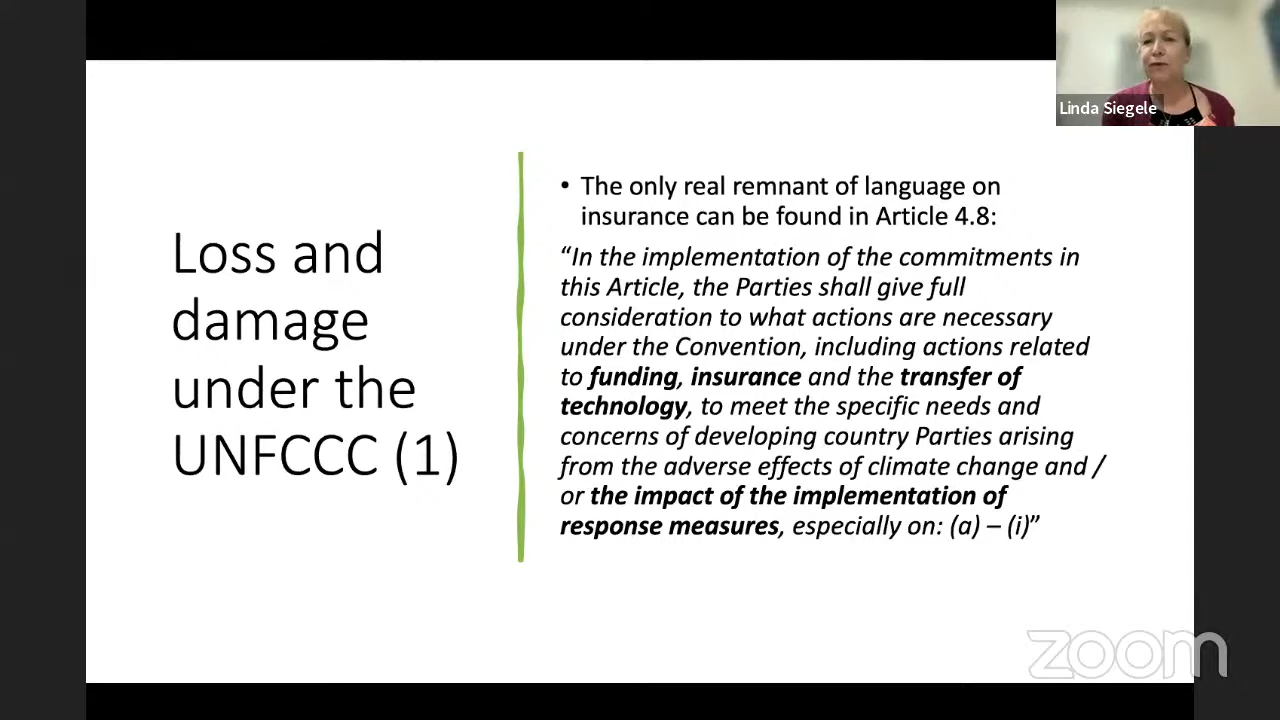 Linda Siegele
Loss and
damage
under the
UNFCCC (1)
• The only real remnant of language on
insurance can be found in Article 4.8:
“In the implementation of the commitments in
this Article, the Parties shall give full
consideration to what actions are necessary
under the Convention, including actions related
to funding, insurance and the transfer of
technology, to meet the specific needs and
concerns of developing country Parties arising
from the adverse effects of climate change and /
or the impact of the implementation of
response measures, especially on: (a) – (i)”
zoom